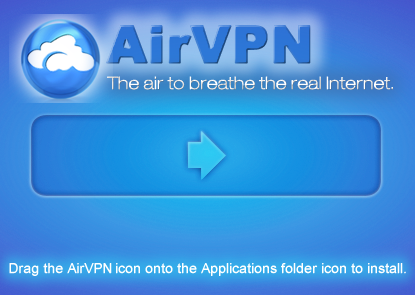 AirVPN
The air to breathe the real Internet.
Drag the AirVPN icon onto the Applications folder icon to install.